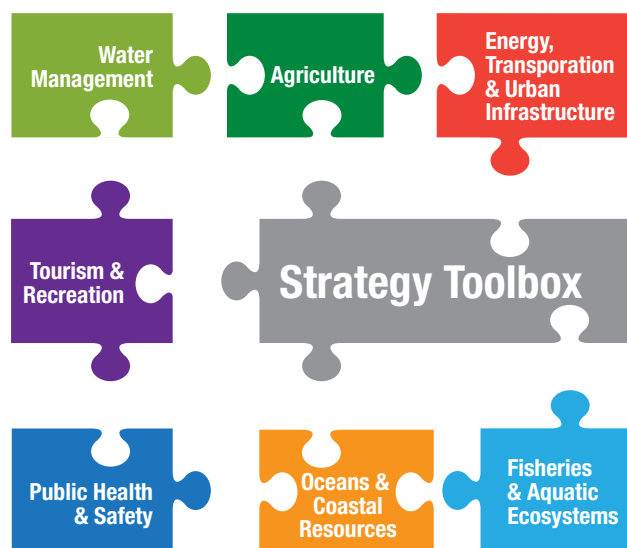 Water
Management
Agriculture
Energy,
Transporation
& Urban
Infrastructure
Tourism &
Recreation
Strategy Toolbox
Public Health
& Safety
Oceans &
Coastal
Resources
Fisheries
& Aquatic
Ecosystems